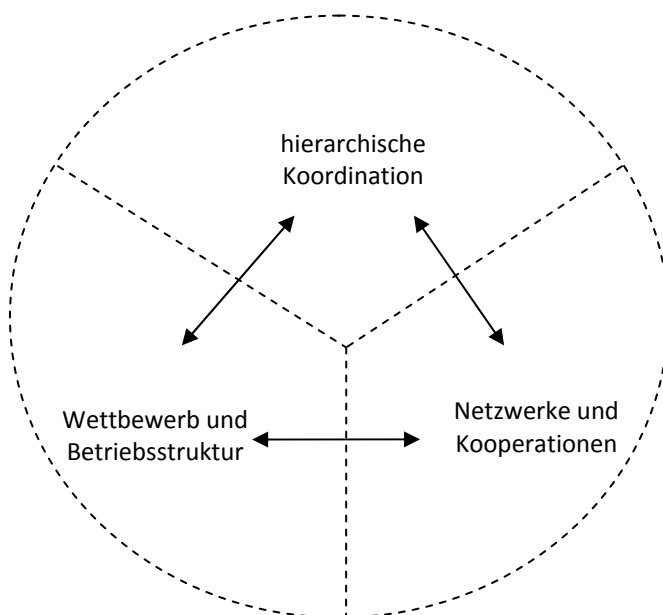 hierarchische
Koordination
Wettbewerb und
Betriebsstruktur
Netzwerke und
Kooperationen